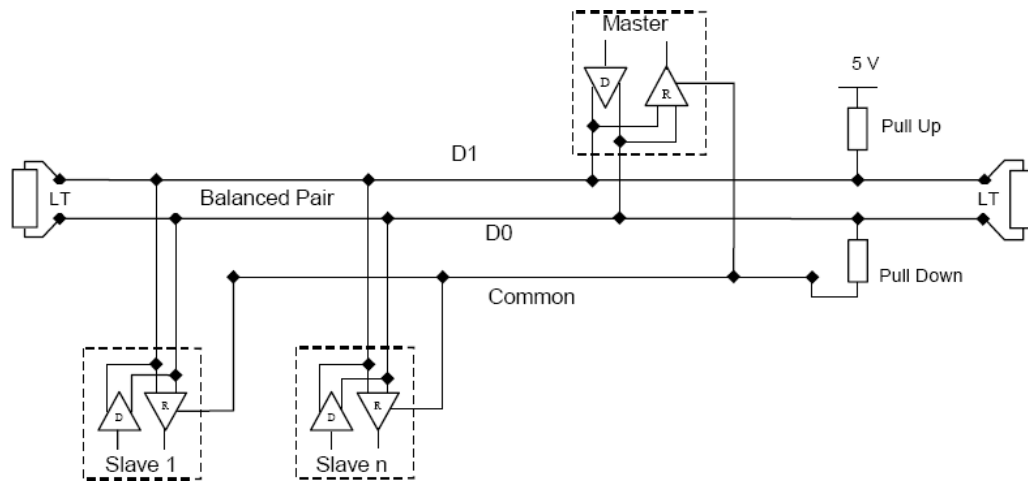 Master
D
R
5 V
Pull Up
D1
LT
Balanced Pair
LT
D0
Pull Down
Common
D
R
D
R
Slave 1
Slave n